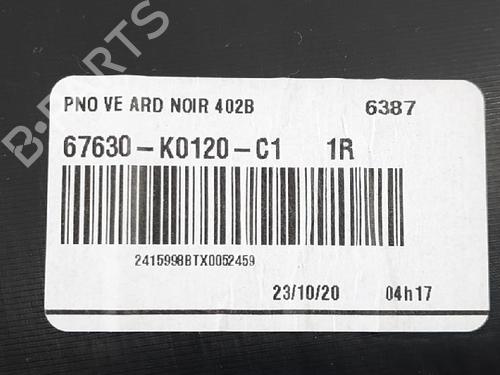 B-PARTS
PNO VE ARD NOIR 402B 6387
67630-K0120-C1 1R
2415998BTX0052459
23/10/20 04h17